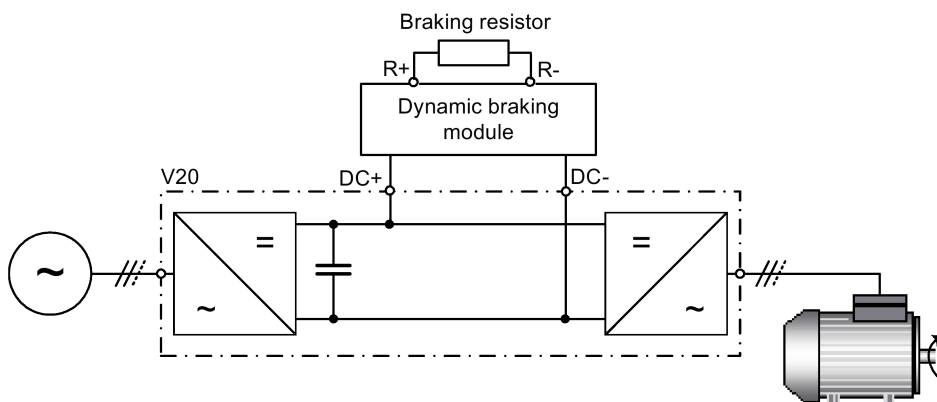 Braking resistor
R+ R-
Dynamic braking
module
V20 DC+ DC-
= =
~
~ ~